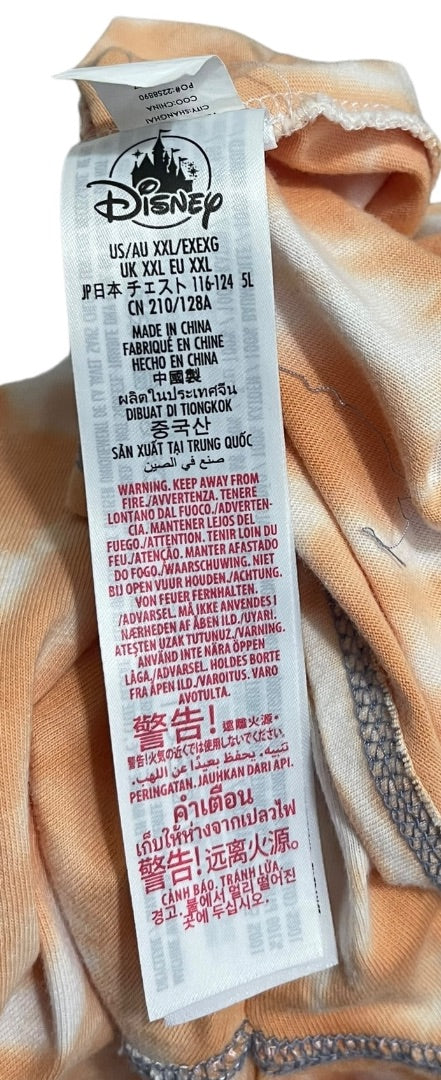 PO#:2258890
COO:CHINA
CITY:SHANGHAI
Disney
US/AU XXL/EXEXG
UK XXL EU XXL
JP日本 チェスト 116-124 5L
CN 210/128A
MADE IN CHINA
FABRIQUÉ EN CHINE
HECHO EN CHINA
中國製
ผลิตในประเทศจีน
DIBUAT DI TIONGKOK
중국산
SẢN XUẤT TẠI TRUNG QUỐC
صنع في الصين
WARNING. KEEP AWAY FROM
FIRE./AVVERTENZA. TENERE
LONTANO DAL FUOCO./ADVERTEN-
CIA. MANTENER LEJOS DEL
FUEGO./ATTENTION. TENIR LOIN DU
FEU./ATENÇÃO. MANTER AFASTADO
DO FOGO./WAARSCHUWING. NIET
BIJ OPEN VUUR HOUDEN./ACHTUNG.
VON FEUER FERNHALTEN.
/ADVARSEL. MÅ IKKE ANVENDES I
NÆRHEDEN AF ÅBEN ILD./UYARI.
ATEŞTEN UZAK TUTUNUZ./VARNING.
ANVÄND INTE NÄRA ÖPPEN
LÅGA./ADVARSEL. HOLDES BORTE
FRA ÅPEN ILD./VAROITUS. VARO
AVOTULTA.
警告! 遠離火源。
警告!火気の近くでは使用しないでください。
تنبيه. يحفظ بعيدًا عن اللهب.
PERINGATAN. JAUHKAN DARI API.
คำเตือน
เก็บให้ห่างจากเปลวไฟ
警告! 远离火源。
CẢNH BÁO. TRÁNH LỬA.
경고. 불에서 멀리 떨어진
곳에 두십시오.